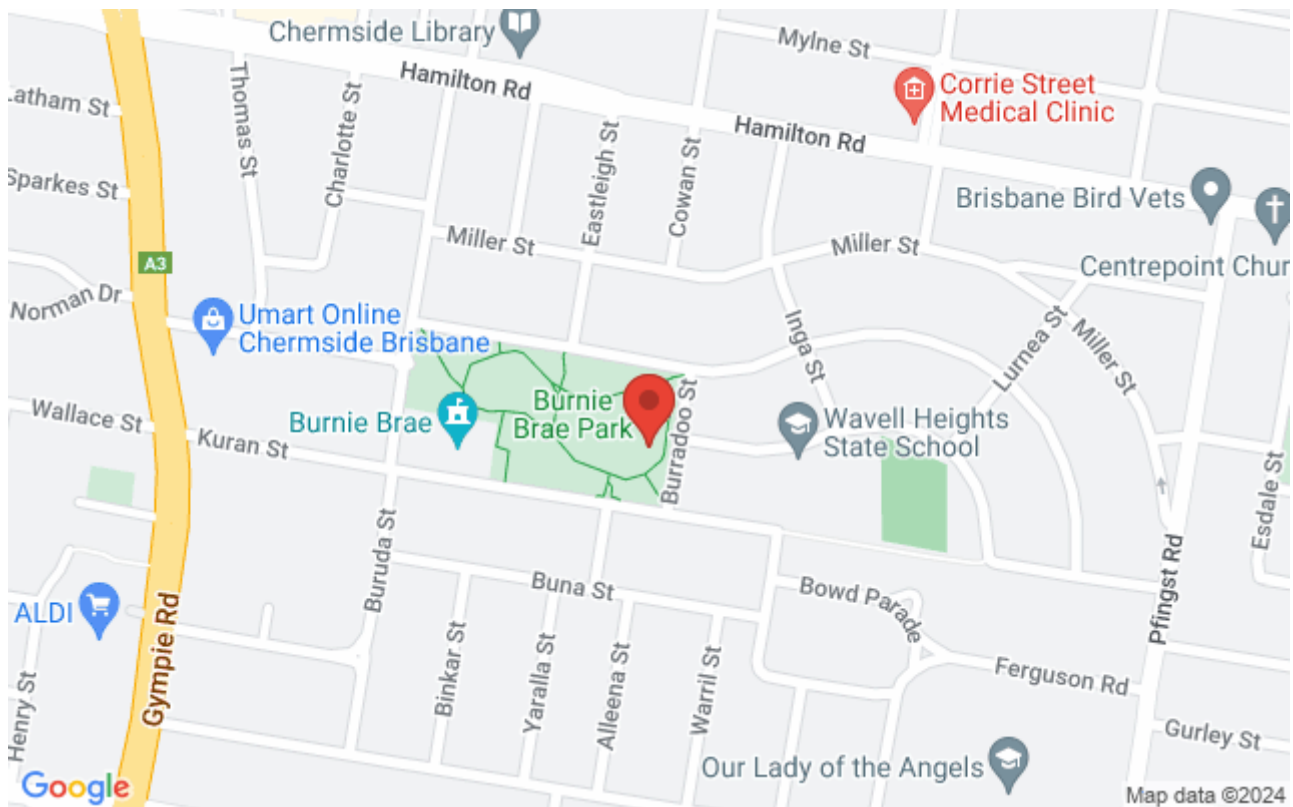 Chermside Library
Mylne St
Hamilton Rd
Corrie Street
Medical Clinic
Thomas St
Charlotte St
Latham St
Eastleigh St
Cowan St
Hamilton Rd
Sparkes St
Brisbane Bird Vets
Miller St
Miller St
A3
Centrepoint Chur
Norman Dr
Umart Online
Chermside Brisbane
Inga St
Lurnea St
Miller St
Wallace St
Kuran St
Burnie Brae
Burnie
Brae Park
Burradoo St
Wavell Heights
State School
Esdale St
Buruda St
Buna St
Bowd Parade
Pfingst Rd
ALDI
Gympie Rd
Henry St
Binkar St
Yaralla St
Alleena St
Warril St
Ferguson Rd
Gurley St
Our Lady of the Angels
Google
Map data ©2024